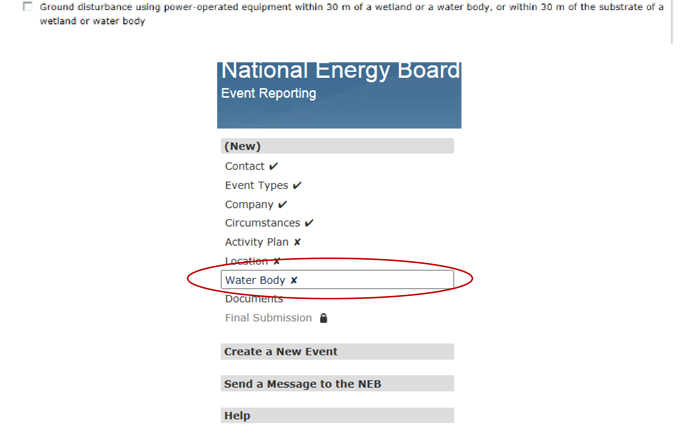 Ground disturbance using power-operated equipment within 30 m of a wetland or a water body, or within 30 m of the substrate of a
wetland or water body
National Energy Board
Event Reporting
(New)
Contact ✔
Event Types ✔
Company ✔
Circumstances ✔
Activity Plan ✘
Location ✘
Water Body ✘
Documents
Final Submission
Create a New Event
Send a Message to the NEB
Help